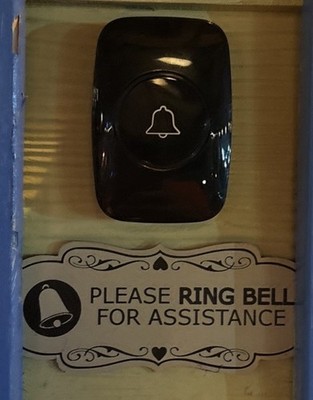 PLEASE RING BELL
FOR ASSISTANCE